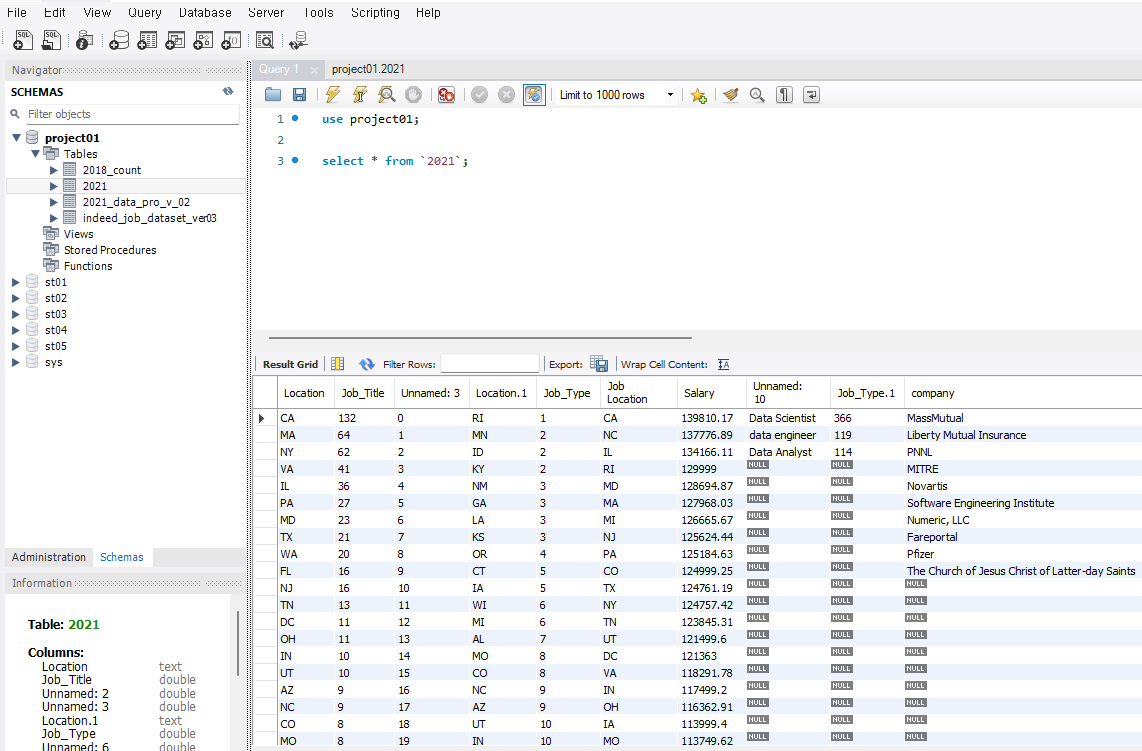 File Edit View Query Database Server Tools Scripting Help
Navigator
SCHEMAS
Filter objects
project01
Tables
2018_count
2021
2021_data_pro_v_02
indeed_job_dataset_ver03
Views
Stored Procedures
Functions
st01
st02
st03
st04
st05
sys
Administration Schemas
Information
Table: 2021
Columns:
Location text
Job_Title double
Unnamed: 2 double
Unnamed: 3 double
Location.1 text
Job_Type double
Unnamed: 6 double
Query 1 project01.2021
Limit to 1000 rows
1 use project01;
2
3 select * from `2021`;
Result Grid Filter Rows: Export: Wrap Cell Content:
Location Job_Title Unnamed: 3 Location.1 Job_Type Job Location Salary Unnamed: 10 Job_Type.1 company
CA 132 0 RI 1 CA 139810.17 Data Scientist 366 MassMutual
MA 64 1 MN 2 NC 137776.89 data engineer 119 Liberty Mutual Insurance
NY 62 2 ID 2 IL 134166.11 Data Analyst 114 PNNL
VA 41 3 KY 2 RI 129999 NULL NULL MITRE
IL 36 4 NM 3 MD 128694.87 NULL NULL Novartis
PA 27 5 GA 3 MA 127968.03 NULL NULL Software Engineering Institute
MD 23 6 LA 3 MI 126665.67 NULL NULL Numeric, LLC
TX 21 7 KS 3 NJ 125624.44 NULL NULL Fareportal
WA 20 8 OR 4 PA 125184.63 NULL NULL Pfizer
FL 16 9 CT 5 CO 124999.25 NULL NULL The Church of Jesus Christ of Latter-day Saints
NJ 16 10 IA 5 TX 124761.19 NULL NULL NULL
TN 13 11 WI 6 NY 124757.42 NULL NULL NULL
DC 11 12 MI 6 TN 123845.31 NULL NULL NULL
OH 11 13 AL 7 UT 121499.6 NULL NULL NULL
IN 10 14 MO 8 DC 121363 NULL NULL NULL
UT 10 15 CO 8 VA 118291.78 NULL NULL NULL
AZ 9 16 NC 9 IN 117499.2 NULL NULL NULL
NC 9 17 AZ 9 OH 116362.91 NULL NULL NULL
CO 8 18 UT 10 IA 113999.4 NULL NULL NULL
MO 8 19 IN 10 MO 113749.62 NULL NULL NULL